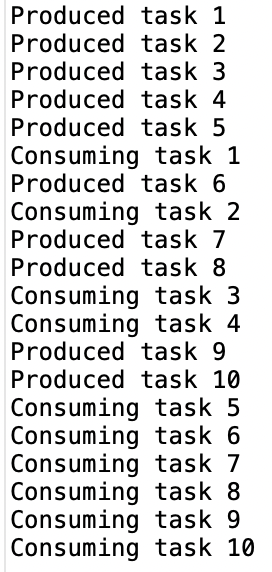 Produced task 1
Produced task 2
Produced task 3
Produced task 4
Produced task 5
Consuming task 1
Produced task 6
Consuming task 2
Produced task 7
Produced task 8
Consuming task 3
Consuming task 4
Produced task 9
Produced task 10
Consuming task 5
Consuming task 6
Consuming task 7
Consuming task 8
Consuming task 9
Consuming task 10